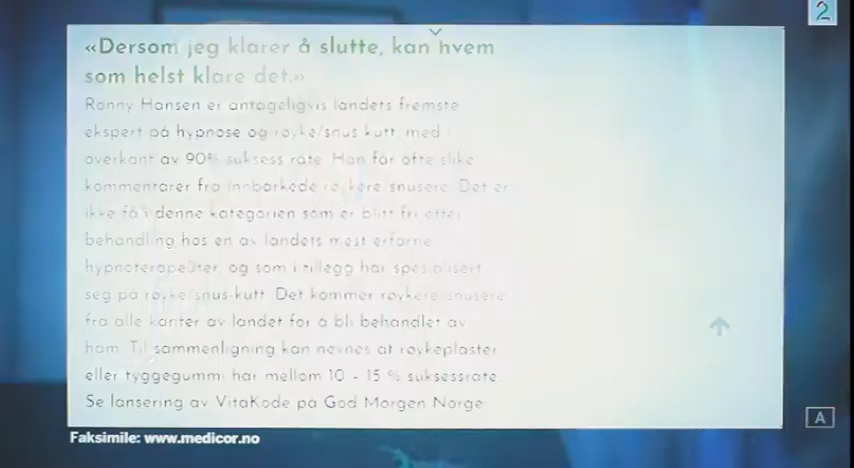 2
«Dersom jeg klarer å slutte, kan hvem
som helst klare det.»
Ronny Hansen er antageligvis landets fremste
ekspert på hypnose og røyke/snus kutt, med i
overkant av 90% suksess rate. Han får ofte slike
kommentarer fra innbarkede røykere/snusere. Det er
ikke få i denne kategorien som er blitt fri etter
behandling hos en av landets mest erfarne
hypnoterapeuter, og som i tillegg har spesialisert
seg på røyke/snus-kutt. Det kommer røykere/snusere
fra alle kanter av landet for å bli behandlet av
ham. Til sammenligning kan nevnes at røykeplaster
eller tyggegummi har mellom 10 - 15 % suksessrate.
Se lansering av VitaKode på God Morgen Norge
A
Faksimile: www.medicor.no